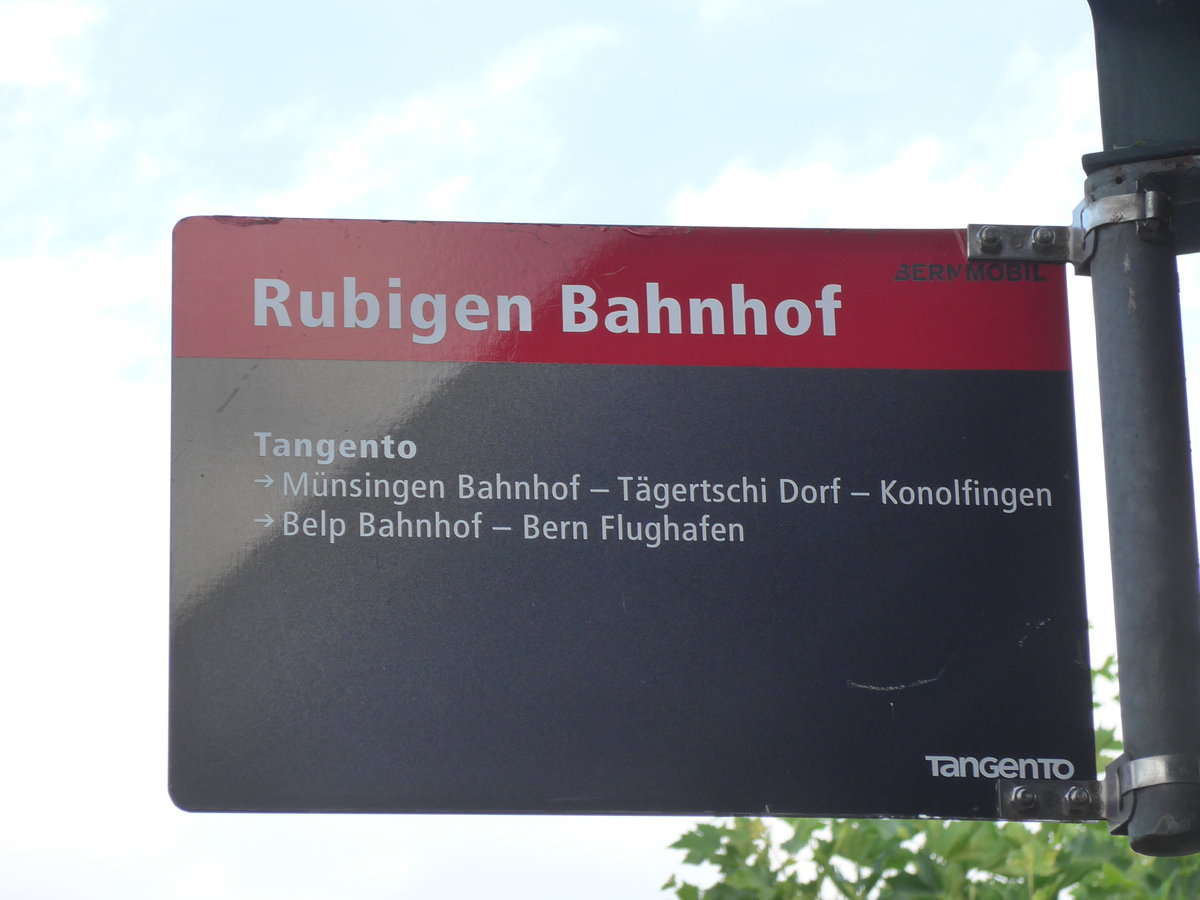 BERNMOBIL
Rubigen Bahnhof
Tangento
→ Münsingen Bahnhof – Tägertschi Dorf – Konolfingen
→ Belp Bahnhof – Bern Flughafen
TANGENTO